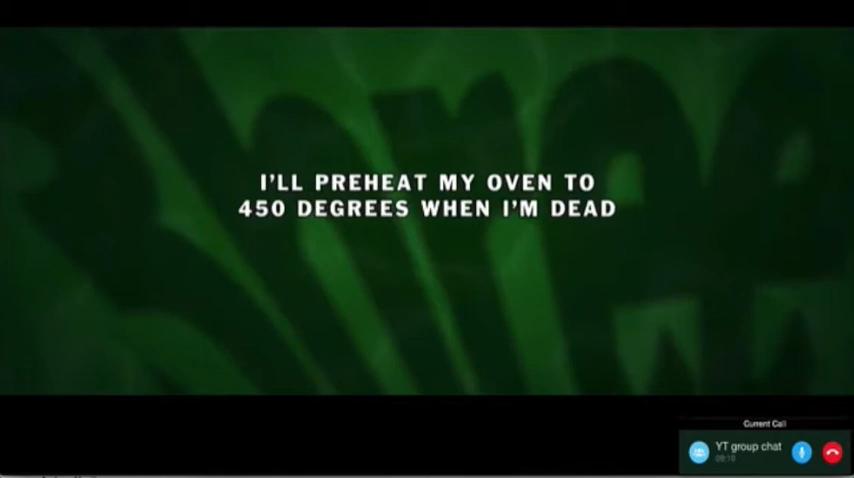 I'LL PREHEAT MY OVEN TO
450 DEGREES WHEN I'M DEAD
Current Call
YT group chat